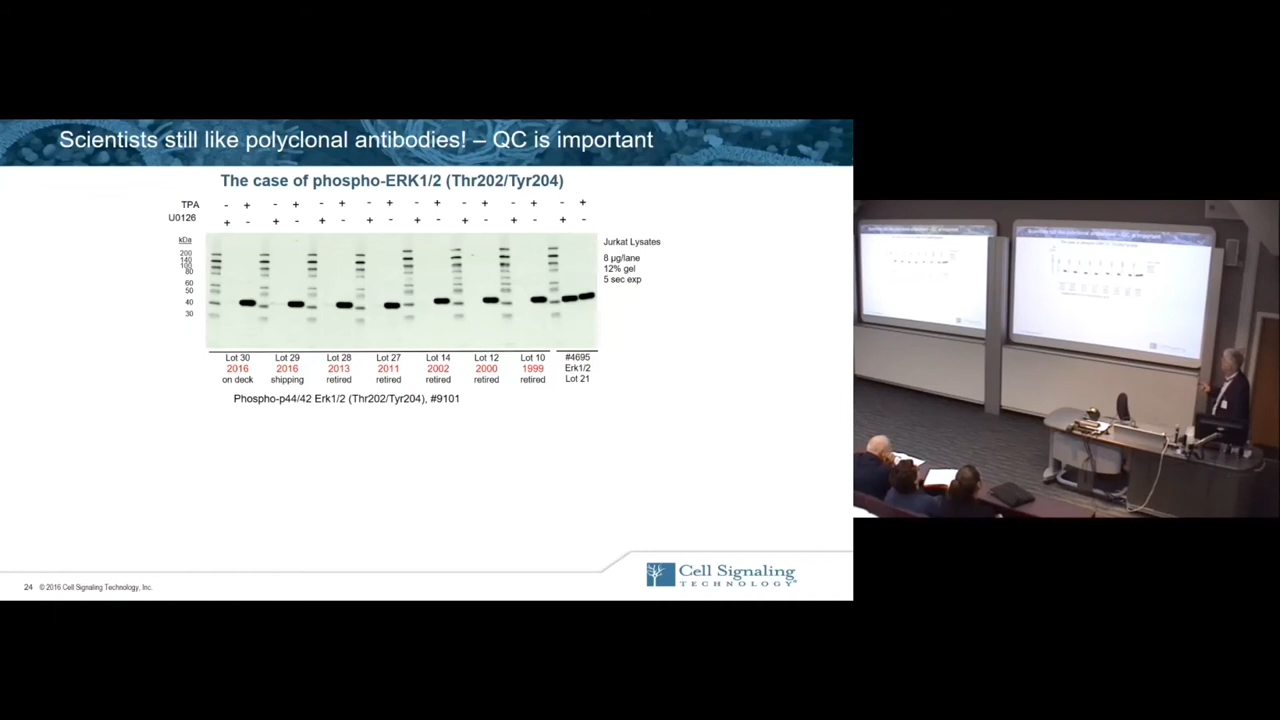 Scientists still like polyclonal antibodies! – QC is important
The case of phospho-ERK1/2 (Thr202/Tyr204)
TPA - + - + - + - + - + - + - + - +
U0126 + - + - + - + - + - + - + - + -
kDa
200
140
100
80
60
50
40
30
Jurkat Lysates
8 µg/lane
12% gel
5 sec exp
Lot 30 Lot 29 Lot 28 Lot 27 Lot 14 Lot 12 Lot 10 #4695
2016 2016 2013 2011 2002 2000 1999 Erk1/2
on deck shipping retired retired retired retired retired Lot 21
Phospho-p44/42 Erk1/2 (Thr202/Tyr204), #9101
Cell Signaling
TECHNOLOGY
24 © 2016 Cell Signaling Technology, Inc.